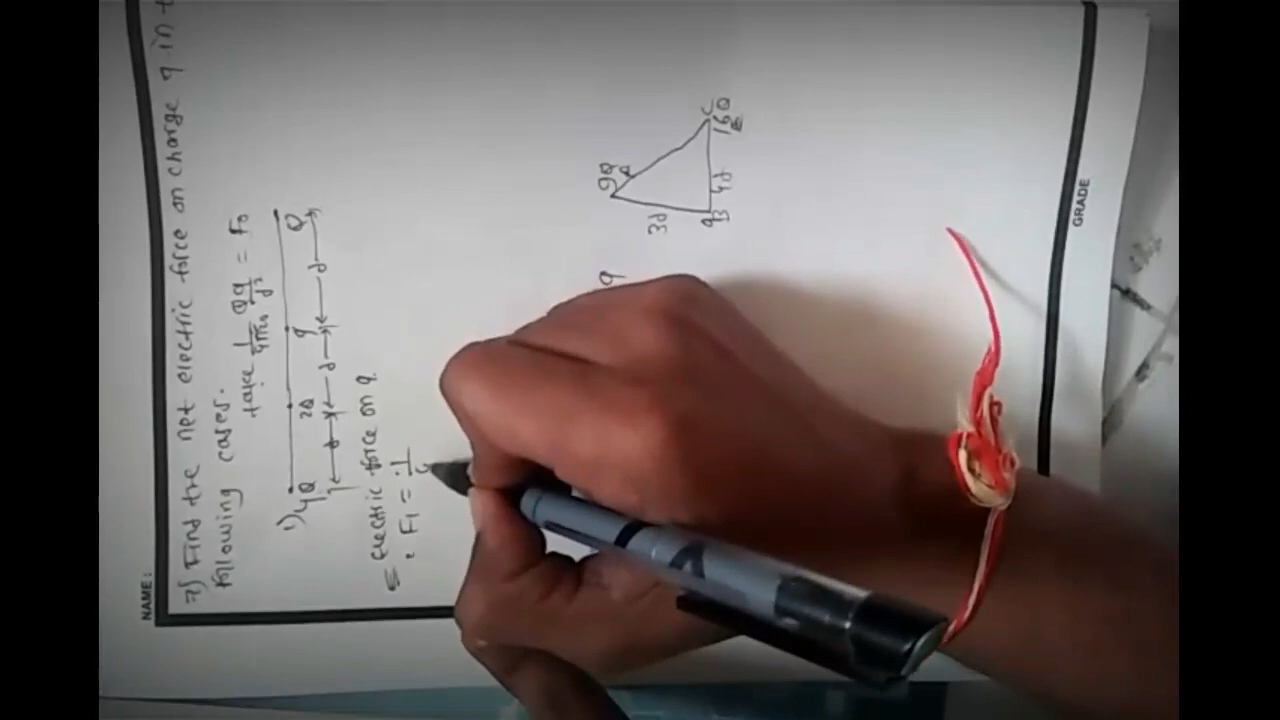 NAME:
7) Find the net electric force on charge q in t
following cases.
take 1/4πε₀ Qq/d² = F₀
1) 4Q 2Q q Q
d d d
= Electric force on q.
F1 = 1
q
9Q A
3d
q B 4d 16Q C
GRADE